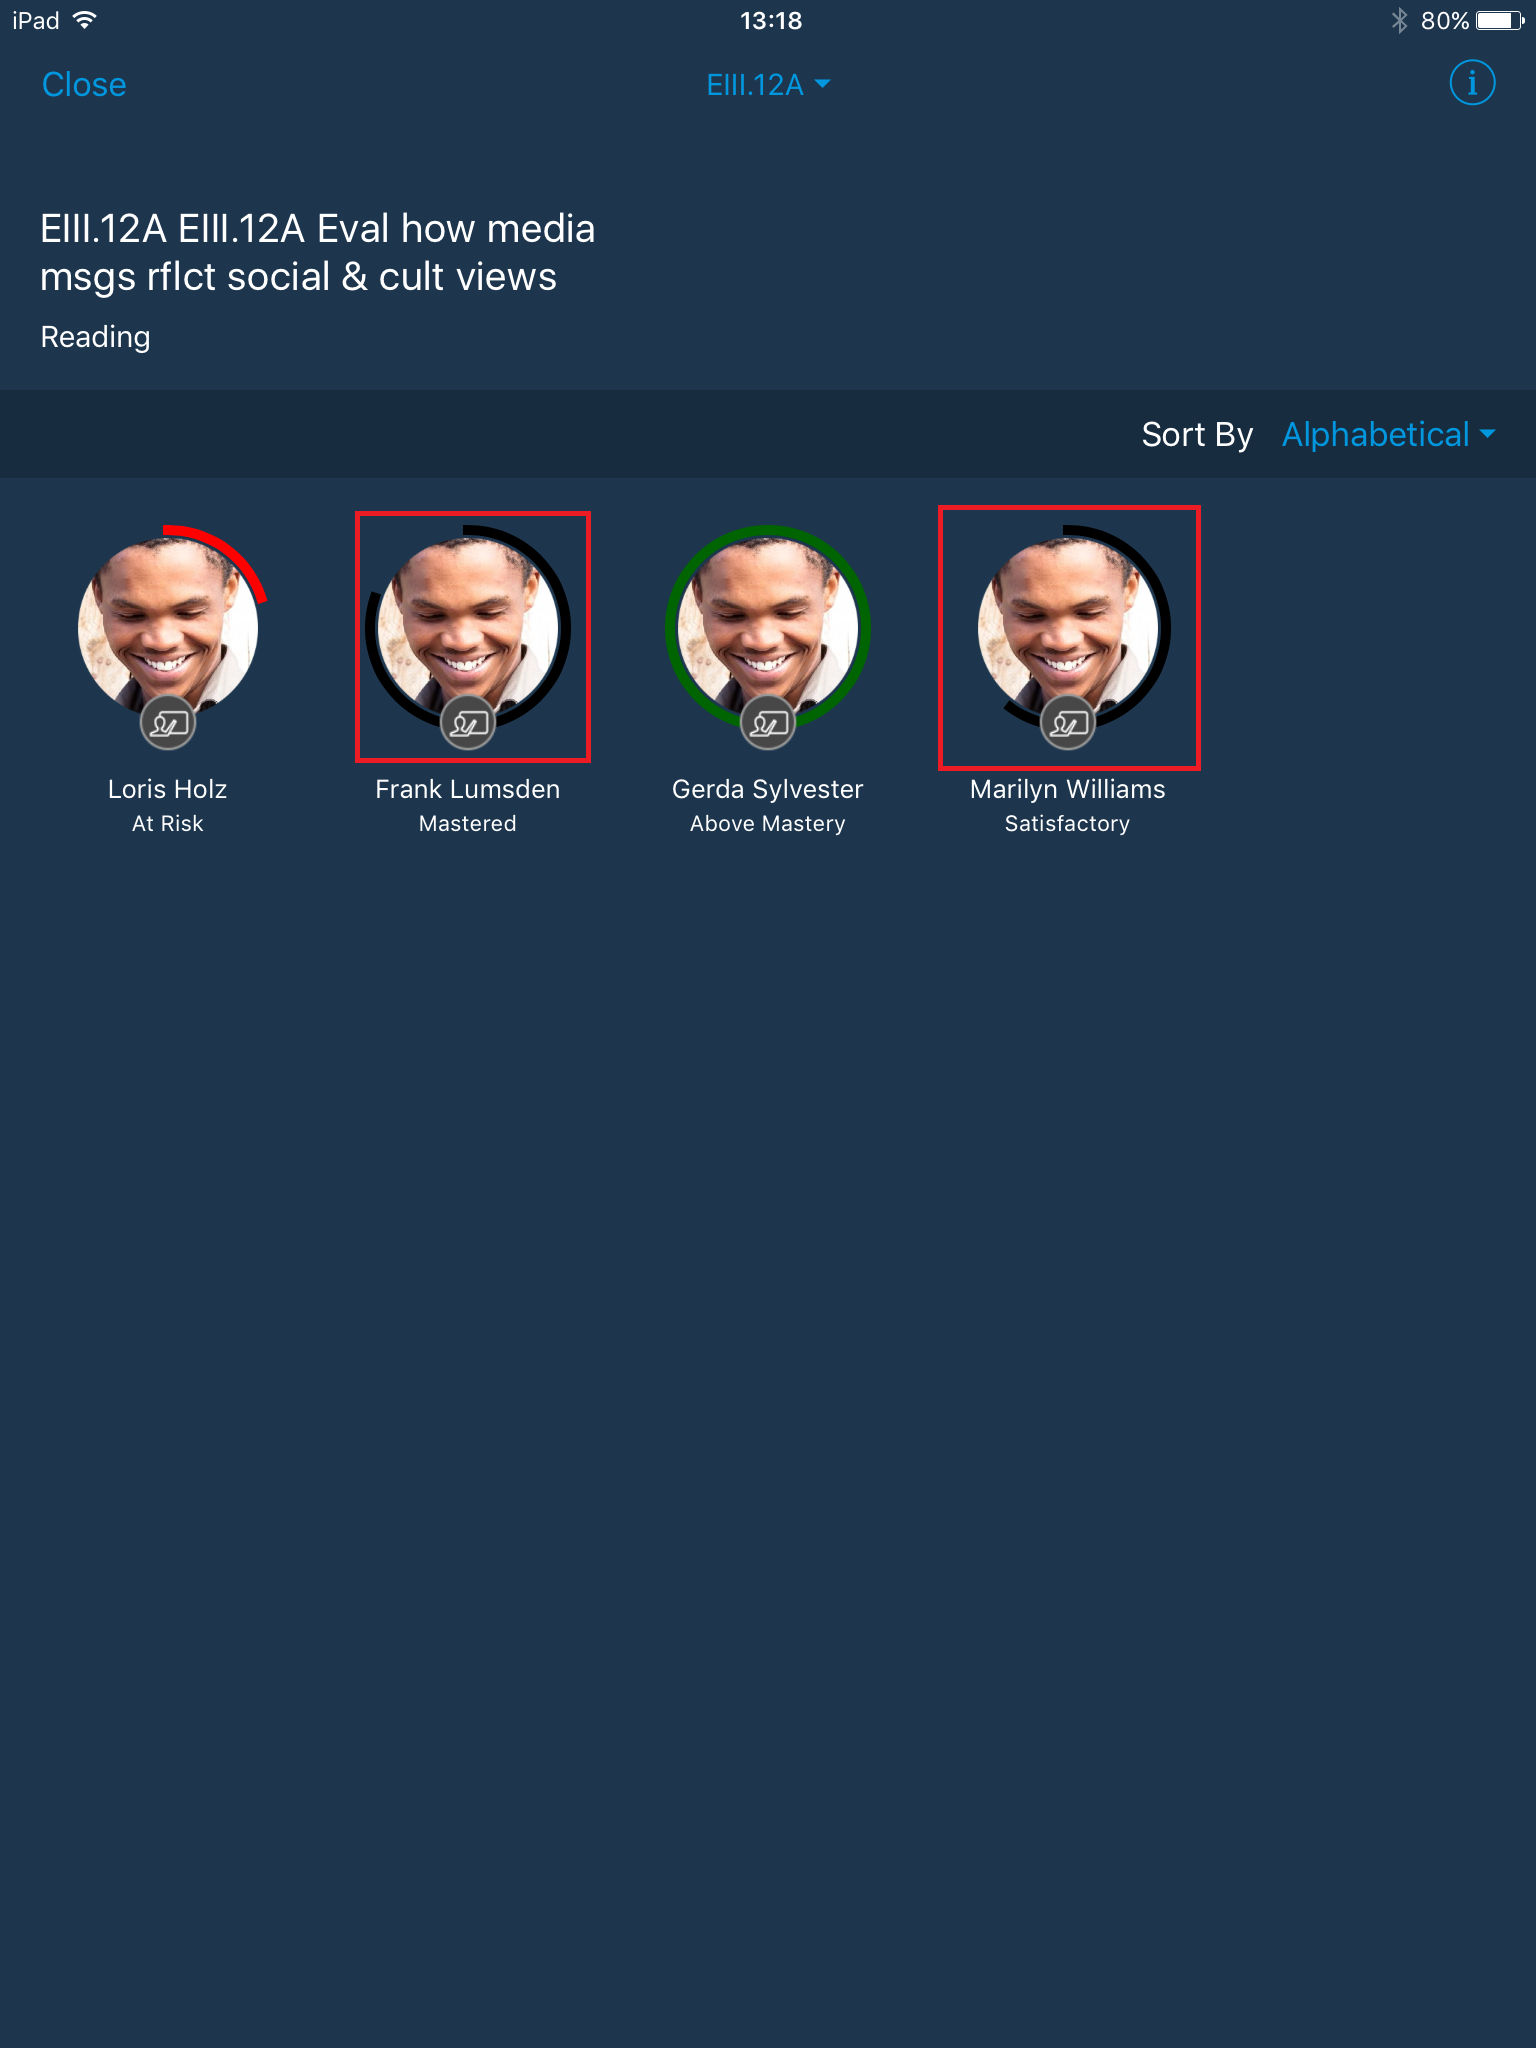 iPad 13:18 80%
Close EIII.12A i
EIII.12A EIII.12A Eval how media
msgs rflct social & cult views
Reading
Sort By Alphabetical
Loris Holz Frank Lumsden Gerda Sylvester Marilyn Williams
At Risk Mastered Above Mastery Satisfactory